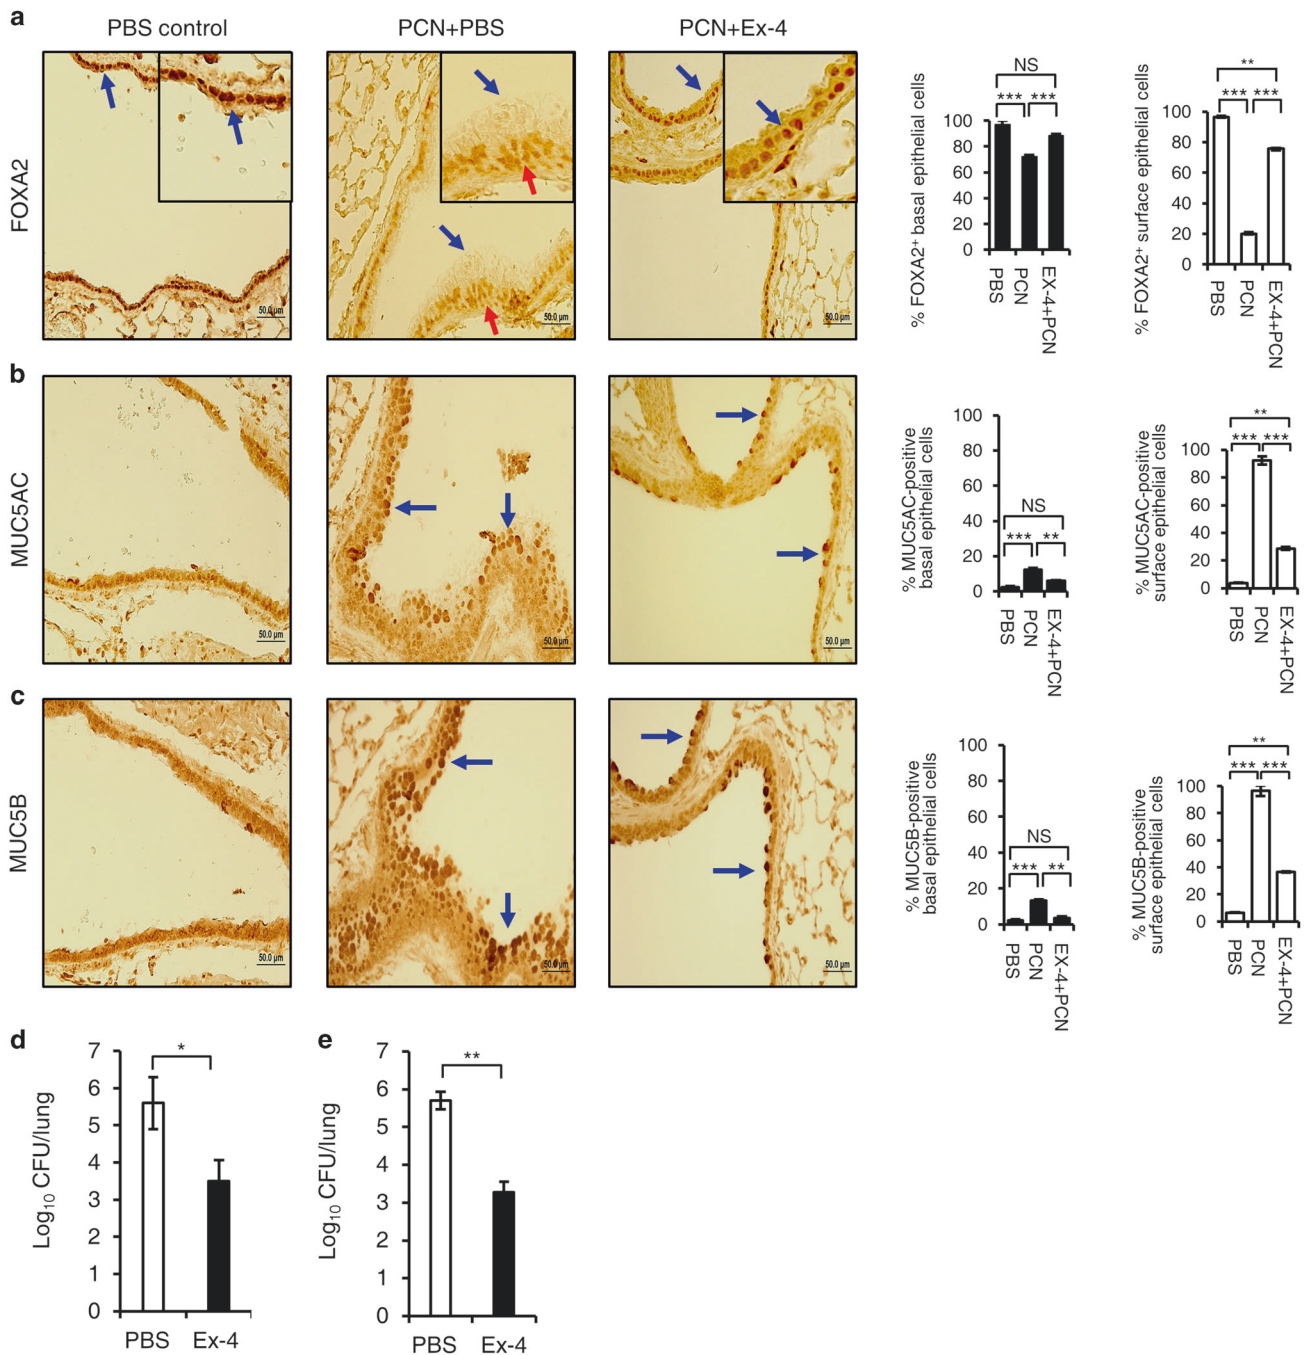 a
PBS control
PCN+PBS
PCN+Ex-4
FOXA2
50.0 µm
50.0 µm
50.0 µm
% FOXA2⁺ basal epithelial cells
NS
*** ***
100
80
60
40
20
0
PBS
PCN
EX-4+PCN
% FOXA2⁺ surface epithelial cells
**
*** ***
100
80
60
40
20
0
PBS
PCN
EX-4+PCN
b
MUC5AC
50.0 µm
50.0 µm
50.0 µm
% MUC5AC-positive
basal epithelial cells
100
80
60
40
20
0
NS
*** **
PBS
PCN
EX-4+PCN
% MUC5AC-positive
surface epithelial cells
**
*** ***
100
80
60
40
20
0
PBS
PCN
EX-4+PCN
c
MUC5B
50.0 µm
50.0 µm
50.0 µm
% MUC5B-positive
basal epithelial cells
100
80
60
40
20
0
NS
*** **
PBS
PCN
EX-4+PCN
% MUC5B-positive
surface epithelial cells
**
*** ***
100
80
60
40
20
0
PBS
PCN
EX-4+PCN
d
Log₁₀ CFU/lung
7
6
5
4
3
2
1
0
*
PBS
Ex-4
e
Log₁₀ CFU/lung
7
6
5
4
3
2
1
0
**
PBS
Ex-4